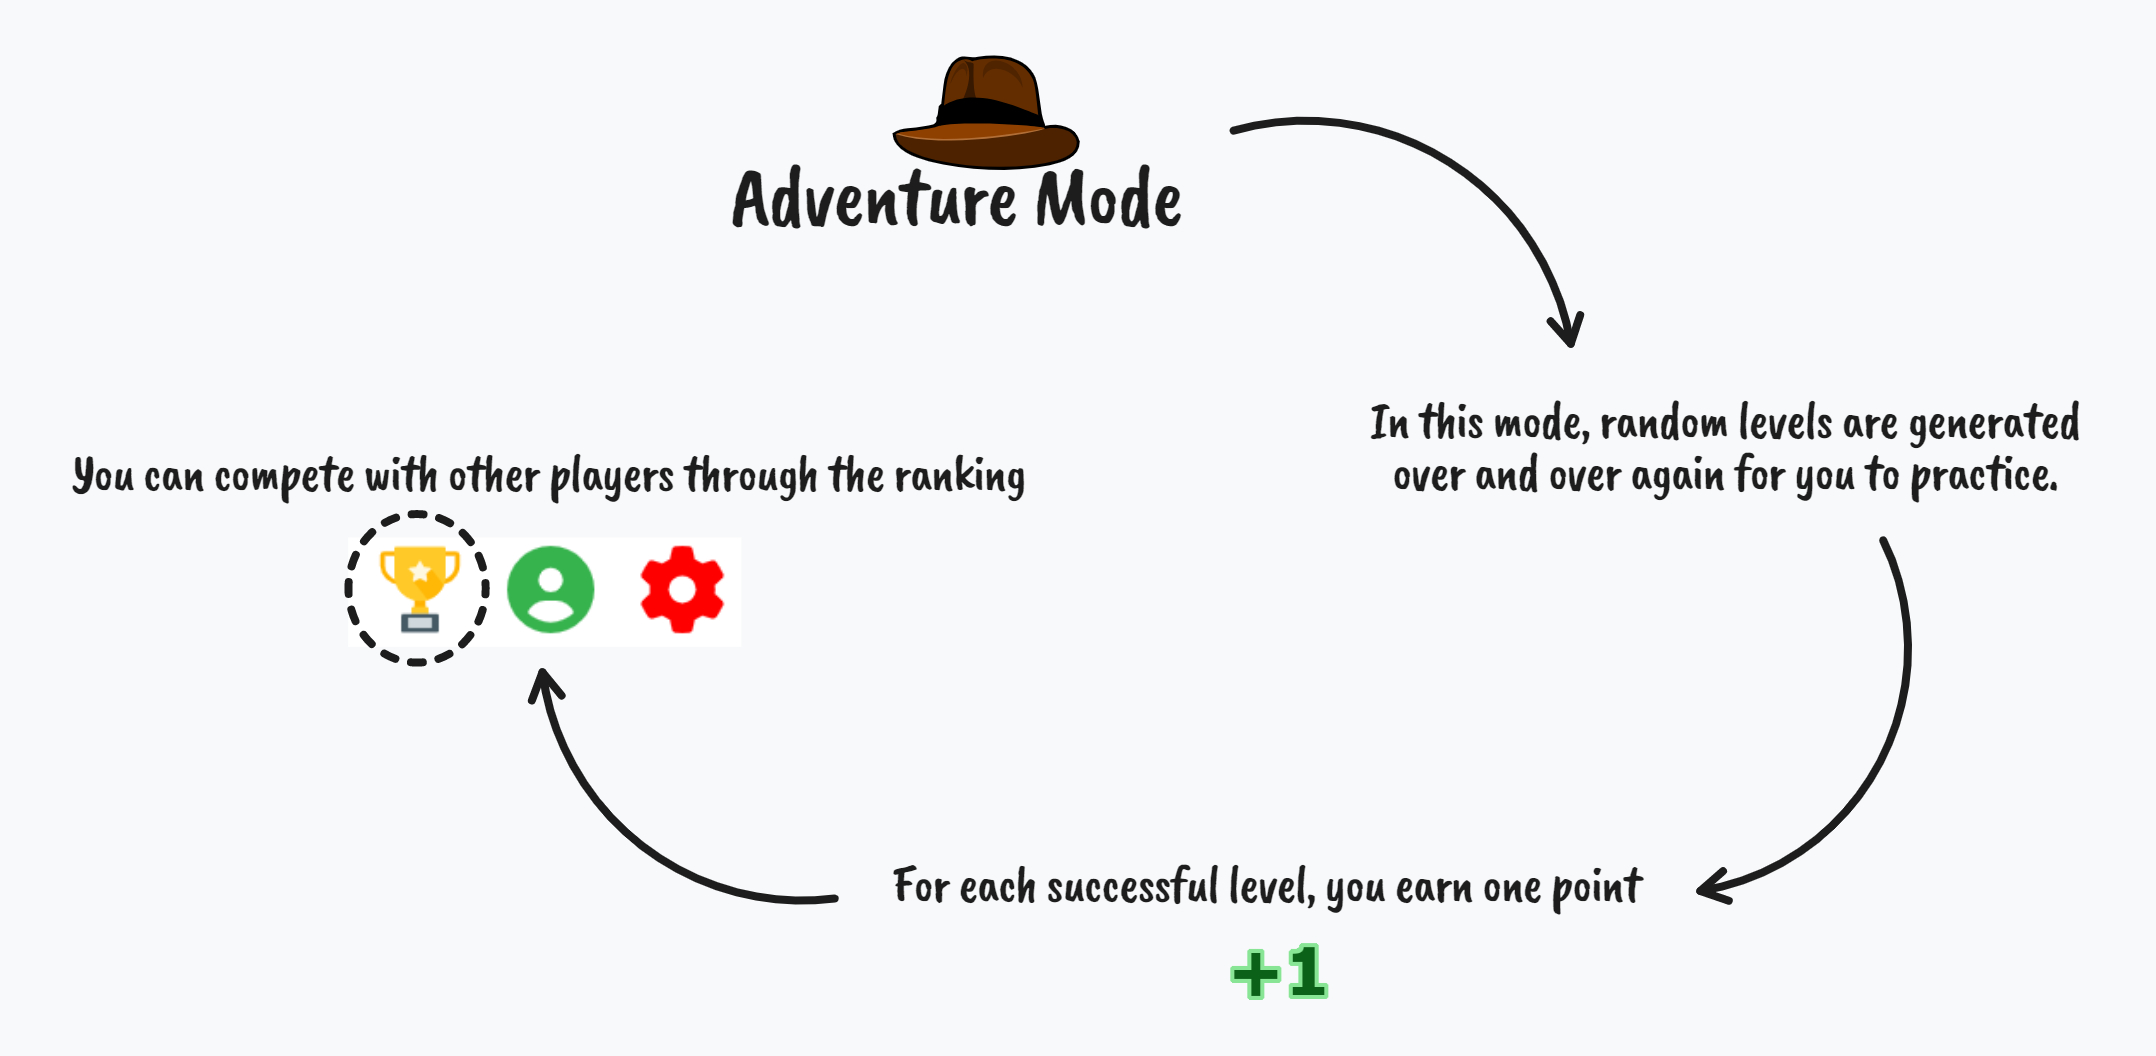 Adventure Mode
In this mode, random levels are generated
over and over again for you to practice.
For each successful level, you earn one point
+1
You can compete with other players through the ranking